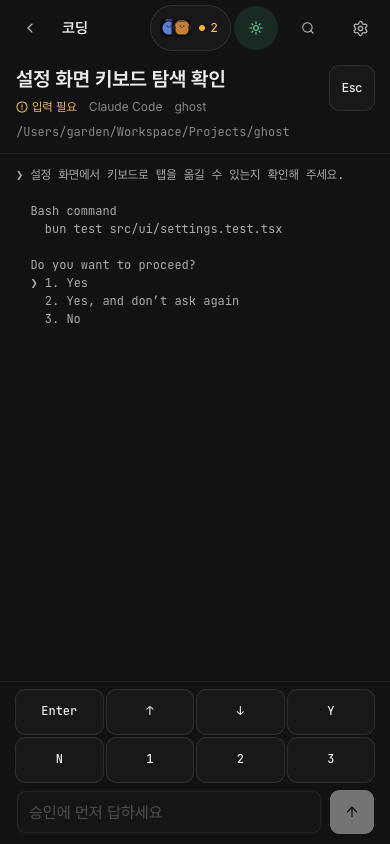 코딩
2
설정 화면 키보드 탐색 확인
Esc
입력 필요 Claude Code ghost
/Users/garden/Workspace/Projects/ghost
❯ 설정 화면에서 키보드로 탭을 옮길 수 있는지 확인해 주세요.
Bash command
bun test src/ui/settings.test.tsx
Do you want to proceed?
❯ 1. Yes
2. Yes, and don’t ask again
3. No
Enter ↑ ↓ Y
N 1 2 3
승인에 먼저 답하세요